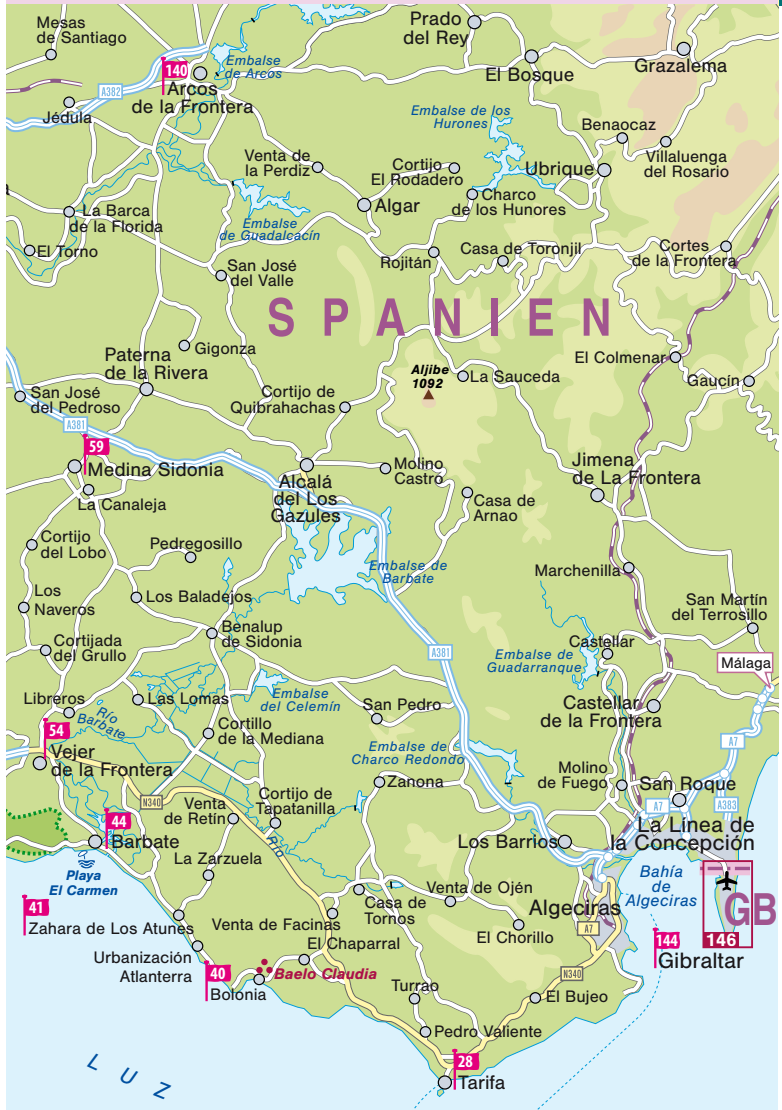 Mesas
de Santiago
Prado
del Rey
140
Embalse
de Arcos
Arcos
de la Frontera
A382
Jédula
El Bosque
Grazalema
Embalse de los
Hurones
Benaocaz
Villaluenga
del Rosario
Venta de
la Perdiz
Cortijo
El Rodadero
Ubrique
La Barca
de la Florida
Algar
Charco
de los Hunores
Embalse
de Guadalcacín
El Torno
Rojitán
Casa de Toronjil
Cortes
de la Frontera
San José
del Valle
SPANIEN
Gigonza
Paterna
de la Rivera
El Colmenar
Aljibe
1092
La Sauceda
Gaucín
San José
del Pedroso
Cortijo de
Quibrahachas
A381
59
Medina Sidonia
Molino
Castro
Jimena
de La Frontera
Alcalá
del Los
Gazules
La Canaleja
Casa de
Arnao
Cortijo
del Lobo
Pedregosillo
Embalse de
Barbate
Marchenilla
Los
Naveros
Los Baladejos
San Martín
del Terrosillo
Benalup
de Sidonia
Cortijada
del Grullo
A381
Castellar
Embalse de
Guadarranque
Málaga
Libreros
Las Lomas
Embalse
del Celemín
San Pedro
Castellar
de la Frontera
Río
Barbate
54
Cortillo
de la Mediana
A7
Vejer
de la Frontera
Embalse de
Charco Redondo
Zanona
Molino
de Fuego
San Roque
N340
Venta
de Retín
Cortijo de
Tapatanilla
A7
A383
44
Barbate
Río
Los Barrios
La Línea de
la Concepción
La Zarzuela
Playa
El Carmen
Bahía
de
Algeciras
41
Zahara de Los Atunes
Casa de
Tornos
Venta de Ojén
Algeciras
GB
Venta de Facinas
El Chorillo
A7
144
146
Urbanización
Atlanterra
El Chaparral
Gibraltar
40
Bolonia
Baelo Claudia
N340
Turrao
El Bujeo
Pedro Valiente
LUZ
28
Tarifa